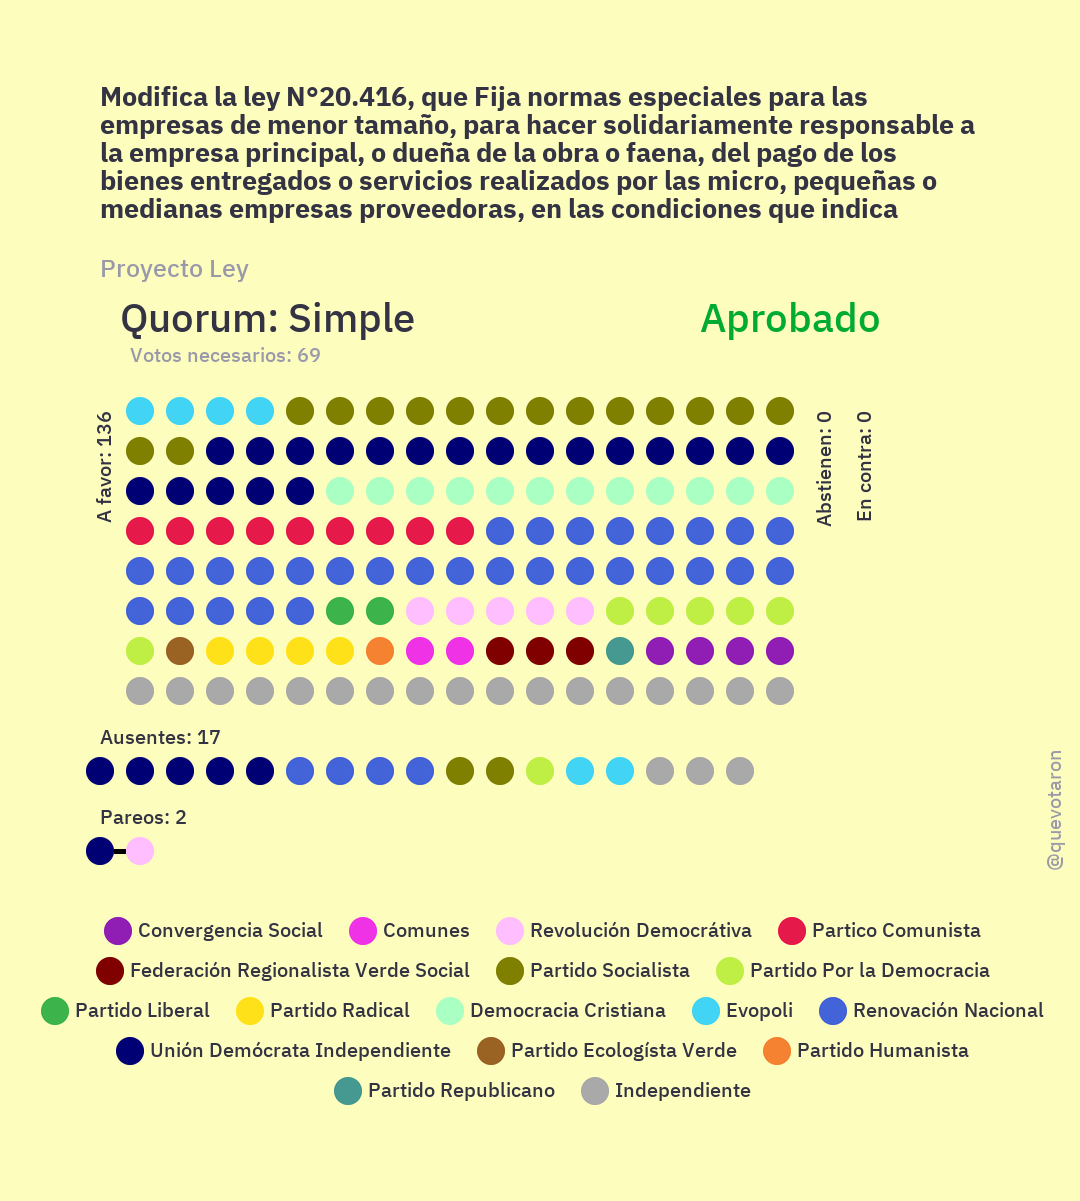 Modifica la ley N°20.416, que Fija normas especiales para las
empresas de menor tamaño, para hacer solidariamente responsable a
la empresa principal, o dueña de la obra o faena, del pago de los
bienes entregados o servicios realizados por las micro, pequeñas o
medianas empresas proveedoras, en las condiciones que indica
Proyecto Ley
Quorum: Simple
Aprobado
Votos necesarios: 69
A favor: 136
Abstienen: 0
En contra: 0
Ausentes: 17
Pareos: 2
@quevotaron
Convergencia Social
Comunes
Revolución Democrátiva
Partico Comunista
Federación Regionalista Verde Social
Partido Socialista
Partido Por la Democracia
Partido Liberal
Partido Radical
Democracia Cristiana
Evopoli
Renovación Nacional
Unión Demócrata Independiente
Partido Ecologísta Verde
Partido Humanista
Partido Republicano
Independiente